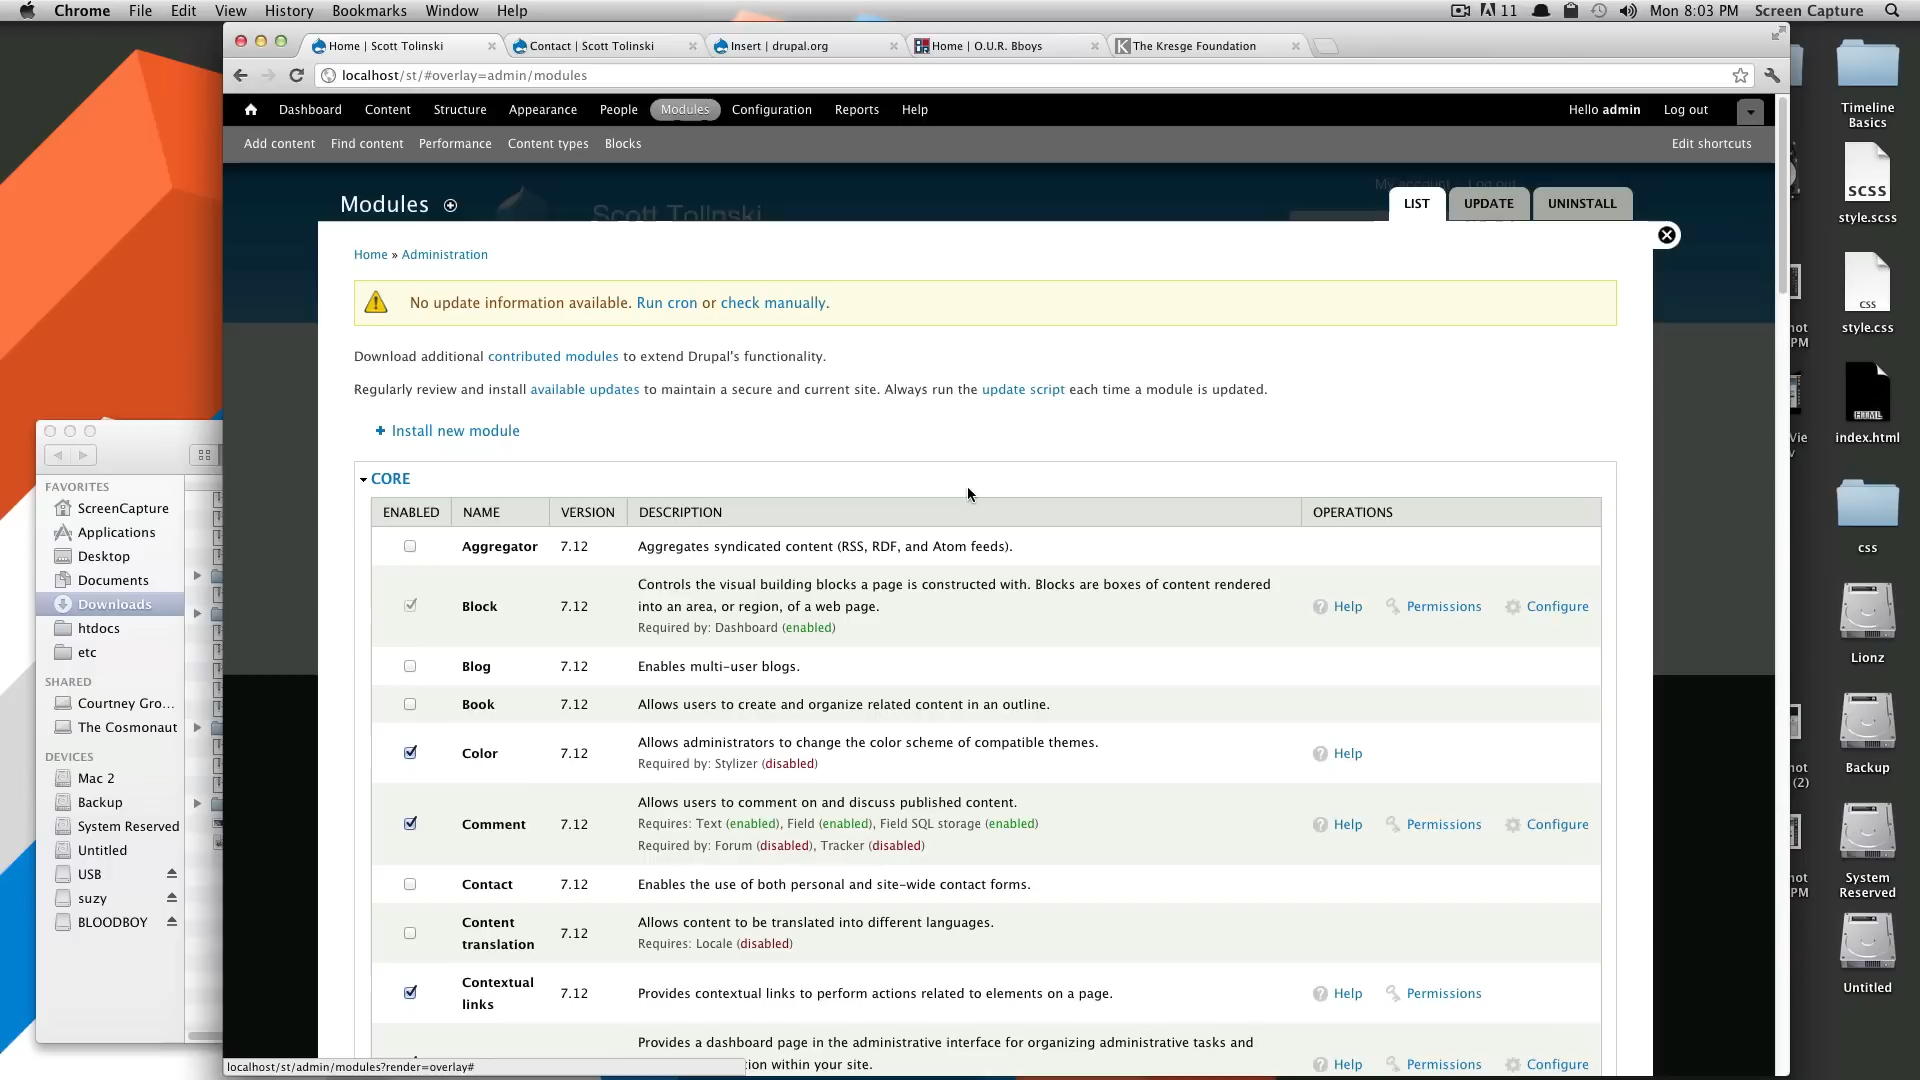 Chrome File Edit View History Bookmarks Window Help
11 Mon 8:03 PM Screen Capture
Home | Scott Tolinski
Contact | Scott Tolinski
Insert | drupal.org
Home | O.U.R. Bboys
The Kresge Foundation
localhost/st/#overlay=admin/modules
Dashboard Content Structure Appearance People Modules Configuration Reports Help
Hello admin Log out
Add content Find content Performance Content types Blocks
Edit shortcuts
My account Log out
Scott Tolinski
Modules
LIST UPDATE UNINSTALL
Home » Administration
No update information available. Run cron or check manually.
Download additional contributed modules to extend Drupal's functionality.
Regularly review and install available updates to maintain a secure and current site. Always run the update script each time a module is updated.
+ Install new module
CORE
ENABLED NAME VERSION DESCRIPTION OPERATIONS
Aggregator 7.12 Aggregates syndicated content (RSS, RDF, and Atom feeds).
Controls the visual building blocks a page is constructed with. Blocks are boxes of content rendered
Block 7.12 into an area, or region, of a web page. Help Permissions Configure
Required by: Dashboard (enabled)
Blog 7.12 Enables multi-user blogs.
Book 7.12 Allows users to create and organize related content in an outline.
Allows administrators to change the color scheme of compatible themes.
Color 7.12 Help
Required by: Stylizer (disabled)
Allows users to comment on and discuss published content.
Comment 7.12 Requires: Text (enabled), Field (enabled), Field SQL storage (enabled) Help Permissions Configure
Required by: Forum (disabled), Tracker (disabled)
Contact 7.12 Enables the use of both personal and site-wide contact forms.
Content translation 7.12 Allows content to be translated into different languages.
Requires: Locale (disabled)
Contextual links 7.12 Provides contextual links to perform actions related to elements on a page. Help Permissions
Provides a dashboard page in the administrative interface for organizing administrative tasks and
within your site. Help Permissions Configure
localhost/st/admin/modules?render=overlay#
FAVORITES
ScreenCapture
Applications
Desktop
Documents
Downloads
htdocs
etc
SHARED
Courtney Gro...
The Cosmonaut
DEVICES
Mac 2
Backup
System Reserved
Untitled
USB
suzy
BLOODBOY
Timeline
Basics
SCSS
style.scss
css
style.css
PM
HTML
index.html
css
Lionz
Backup
(2)
System
Reserved
PM
Untitled